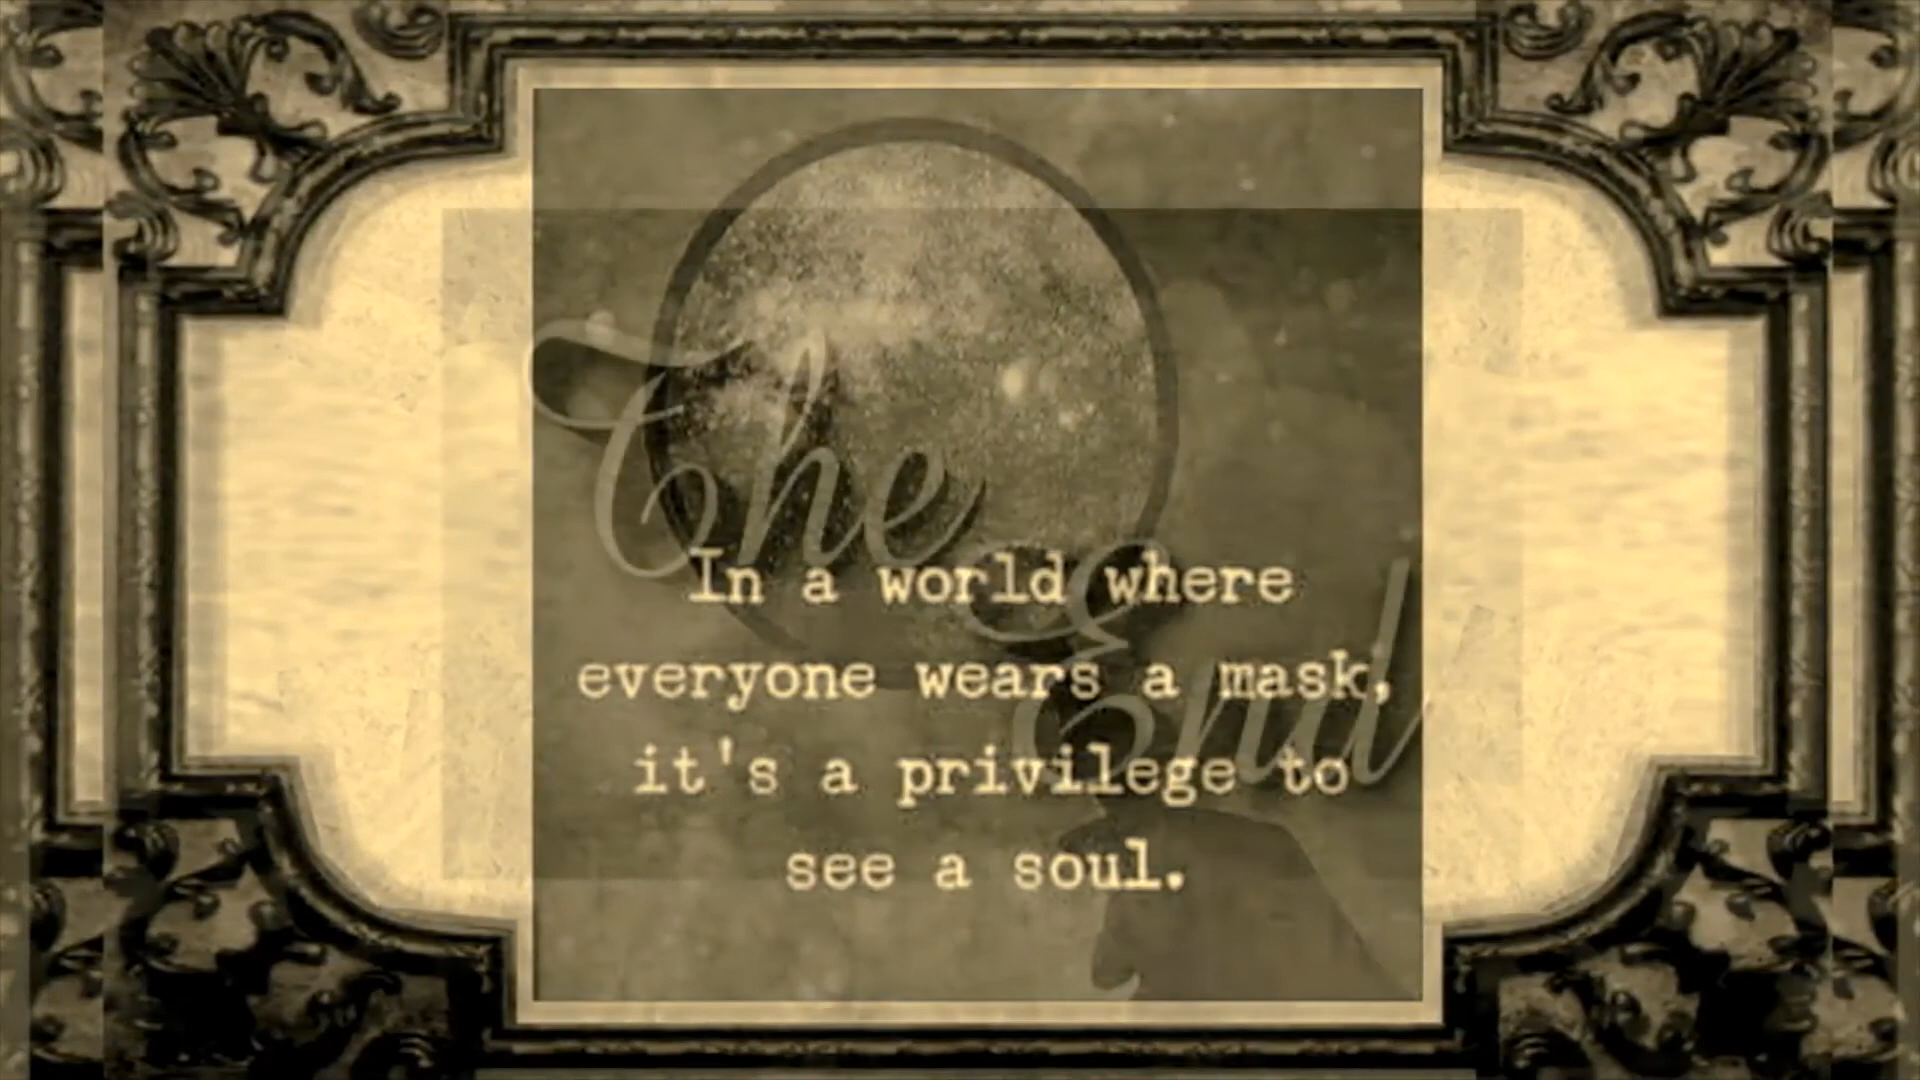 The
End
In a world where
everyone wears a mask,
it's a privilege to
see a soul.